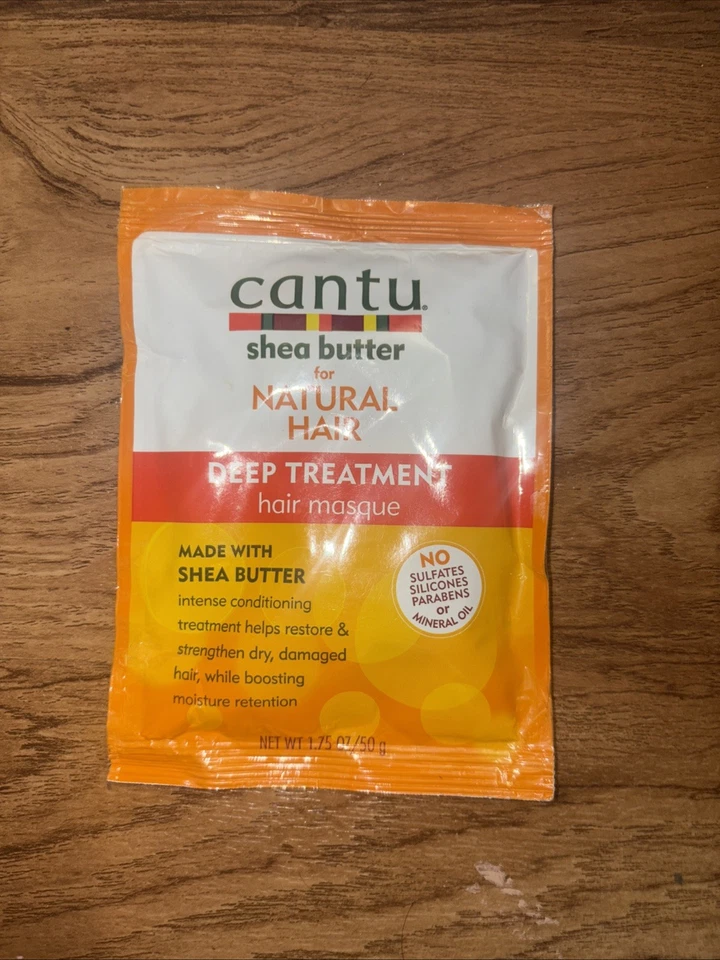 cantu®
shea butter
for
NATURAL
HAIR
DEEP TREATMENT
hair masque
MADE WITH
SHEA BUTTER
intense conditioning
treatment helps restore &
strengthen dry, damaged
hair, while boosting
moisture retention
NO
SULFATES
SILICONES
PARABENS
or
MINERAL OIL
NET WT 1.75 OZ/50 g